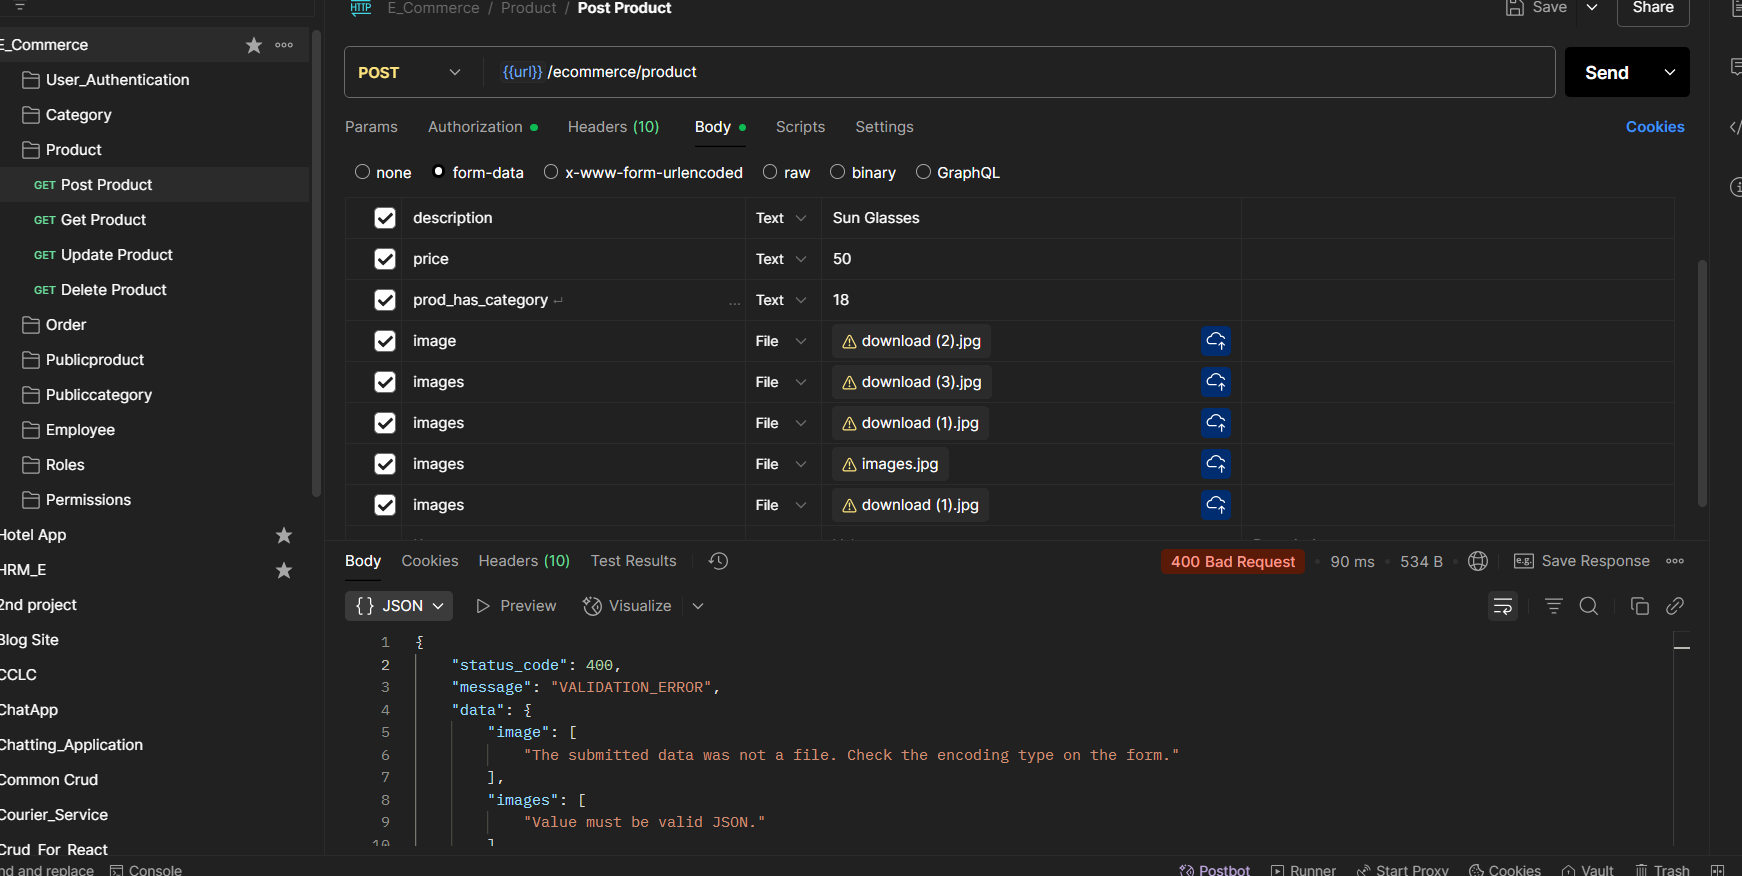 HTTP E_Commerce / Product / Post Product
Save
Share
E_Commerce
User_Authentication
Category
Product
GET Post Product
GET Get Product
GET Update Product
GET Delete Product
Order
Publicproduct
Publiccategory
Employee
Roles
Permissions
Hotel App
HRM_E
2nd project
Blog Site
CCLC
ChatApp
Chatting_Application
Common Crud
Courier_Service
Crud_For_React
POST {{url}} /ecommerce/product
Send
Params Authorization Headers (10) Body Scripts Settings Cookies
none form-data x-www-form-urlencoded raw binary GraphQL
description Text Sun Glasses
price Text 50
prod_has_category ↵ ... Text 18
image File download (2).jpg
images File download (3).jpg
images File download (1).jpg
images File images.jpg
images File download (1).jpg
Body Cookies Headers (10) Test Results 400 Bad Request 90 ms 534 B e.g. Save Response
{} JSON Preview Visualize
1 {
2 "status_code": 400,
3 "message": "VALIDATION_ERROR",
4 "data": {
5 "image": [
6 "The submitted data was not a file. Check the encoding type on the form."
7 ],
8 "images": [
9 "Value must be valid JSON."
10 ]
nd and replace Console Postbot Runner Start Proxy Cookies Vault Trash